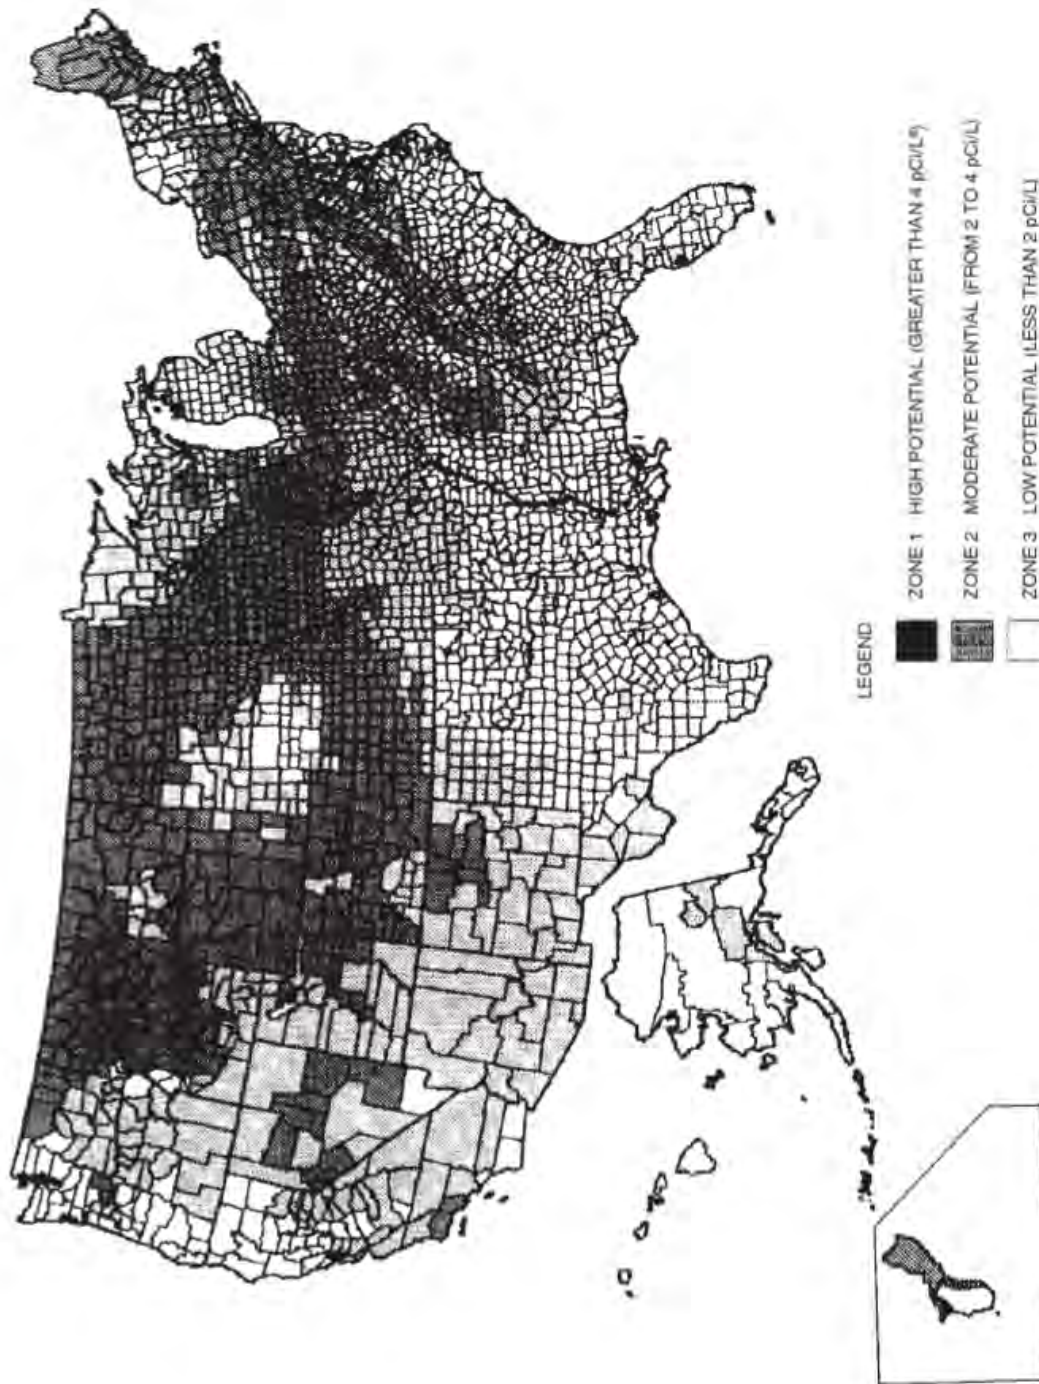 LEGEND
ZONE 1 HIGH POTENTIAL (GREATER THAN 4 pCi/Lª)
ZONE 2 MODERATE POTENTIAL (FROM 2 TO 4 pCi/L)
ZONE 3 LOW POTENTIAL (LESS THAN 2 pCi/L)